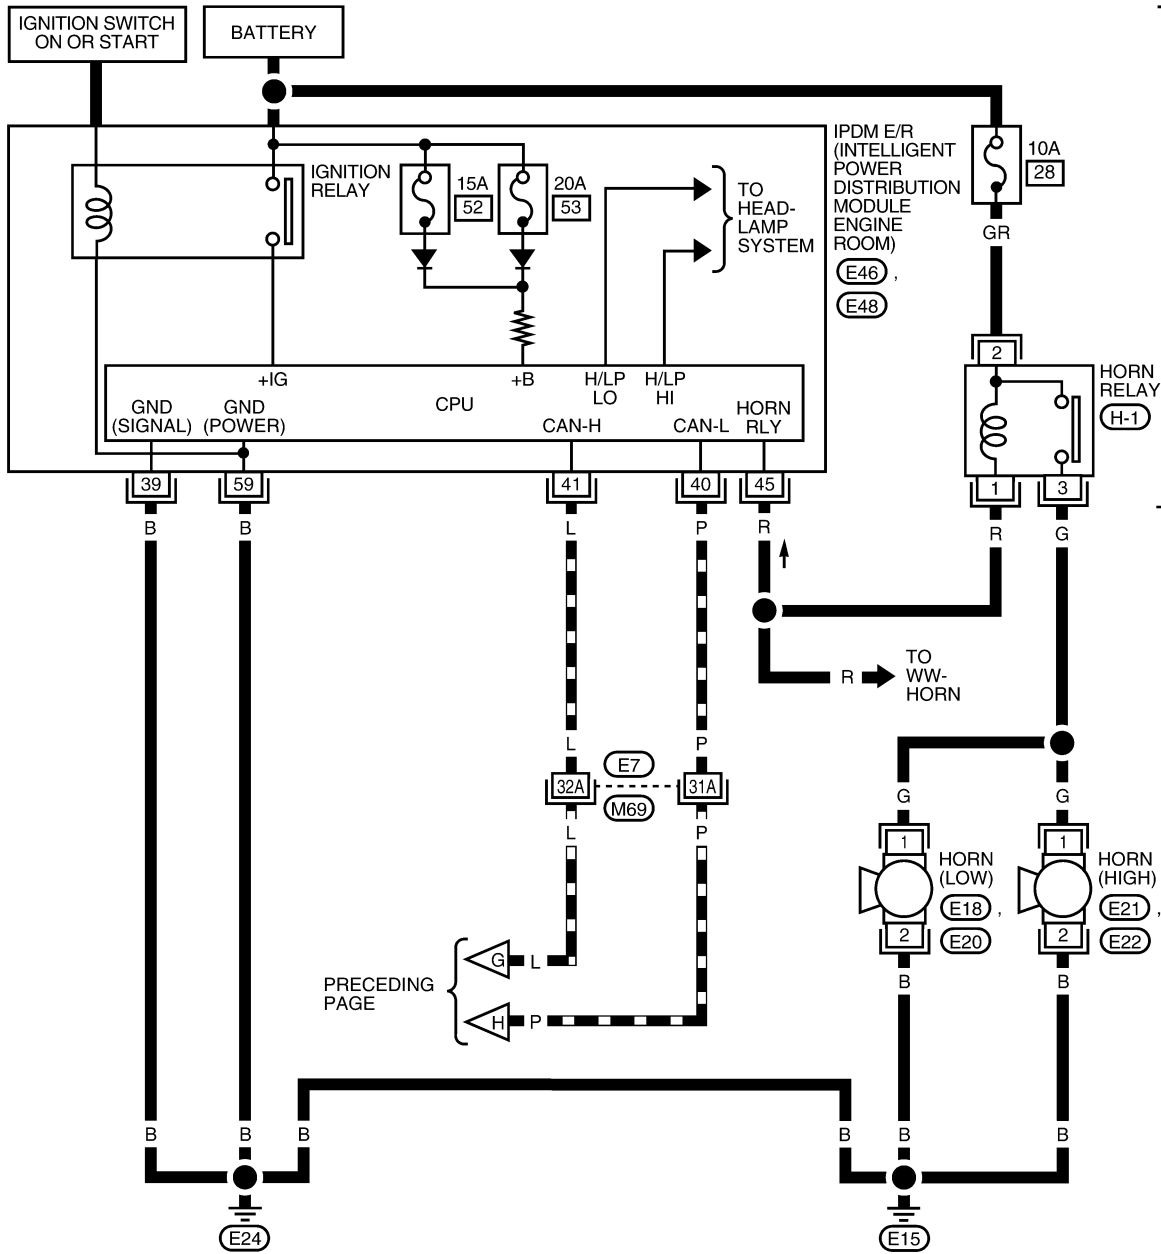 IGNITION SWITCH
ON OR START
BATTERY
IGNITION
RELAY
15A
52
20A
53
TO
HEAD-
LAMP
SYSTEM
IPDM E/R
(INTELLIGENT
POWER
DISTRIBUTION
MODULE
ENGINE
ROOM)
E46 ,
E48
10A
28
GR
2
HORN
RELAY
H-1
+IG
+B
H/LP
LO
H/LP
HI
GND
(SIGNAL)
GND
(POWER)
CPU
CAN-H
CAN-L
HORN
RLY
39
59
41
40
45
1
3
B
B
L
P
R
R
G
TO
WW-
HORN
R
L
P
E7
32A
31A
M69
L
P
G
G
1
1
HORN
(LOW)
E18 ,
E20
HORN
(HIGH)
E21 ,
E22
2
2
B
B
PRECEDING
PAGE
G
L
H
P
B
B
B
B
B
B
E24
E15